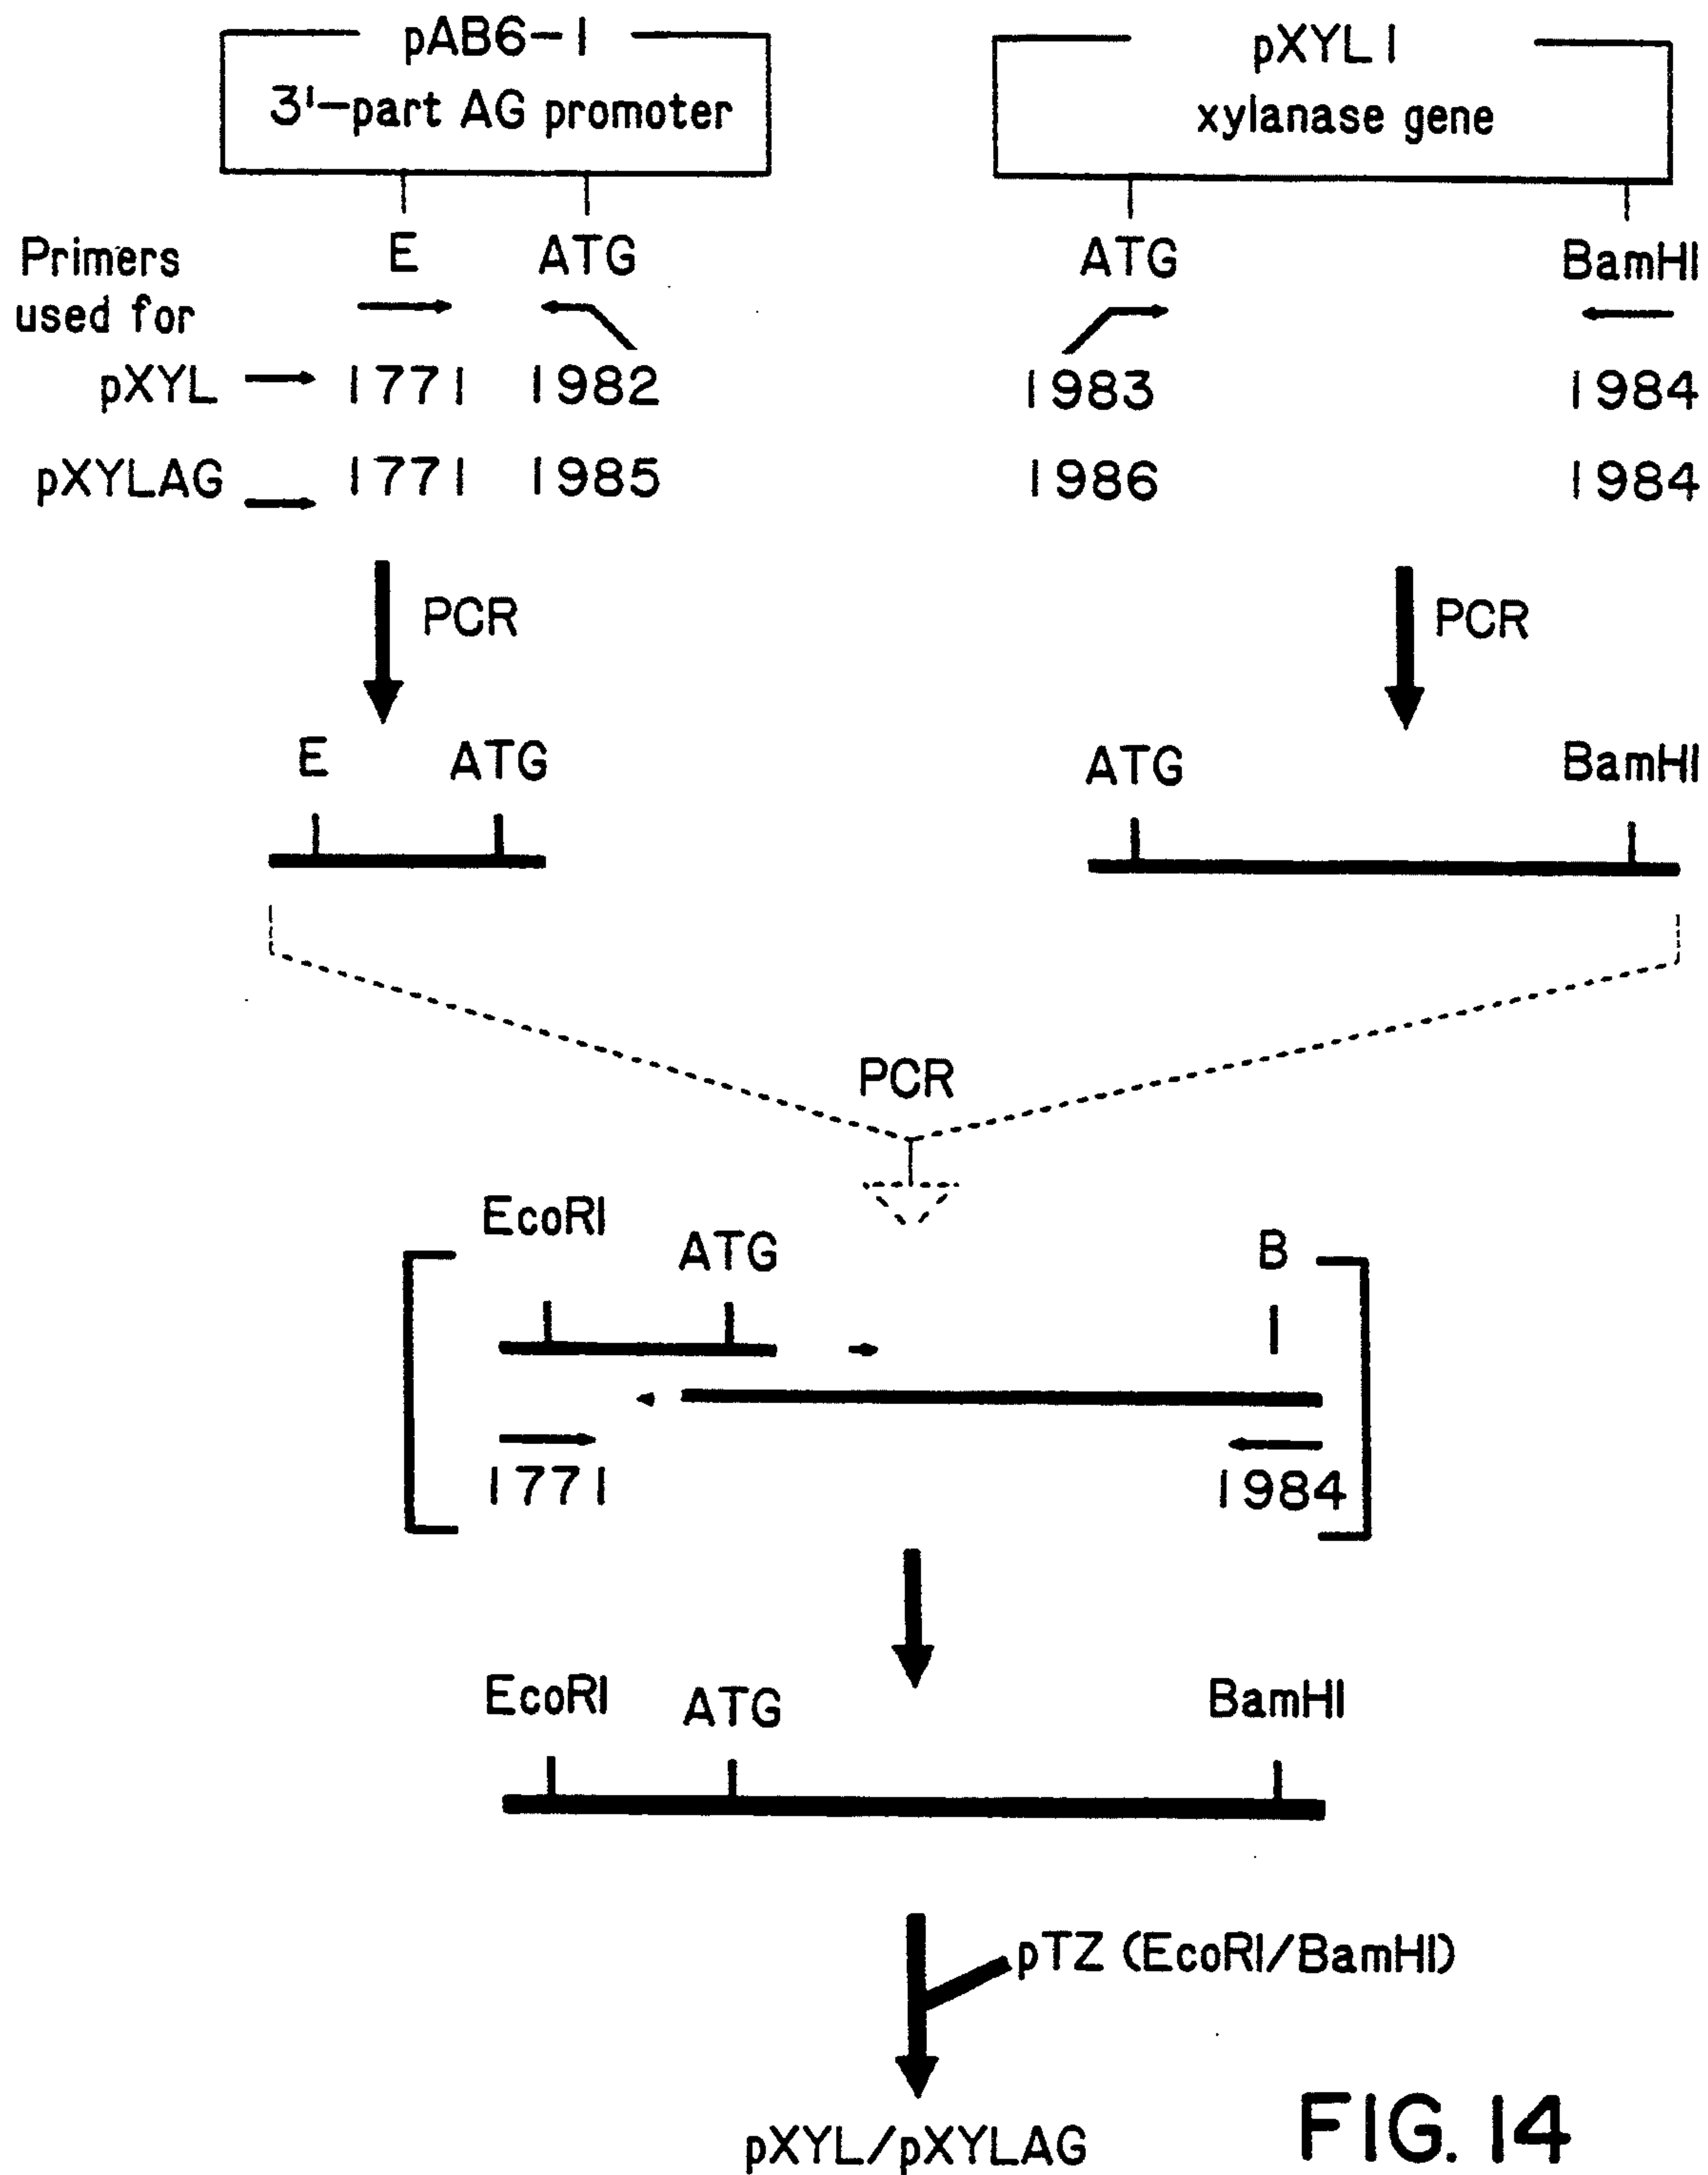 pAB6-1
3'-part AG promoter
pXYL1
xylanase gene
Primers used for
E ATG
ATG BamHI
pXYL 1771 1982 1983 1984
pXYLAG 1771 1985 1986 1984
PCR PCR
E ATG
ATG BamHI
PCR
EcoRI ATG B
1771 1984
EcoRI ATG BamHI
pTZ (EcoRI/BamHI)
pXYL/pXYLAG
FIG. 14